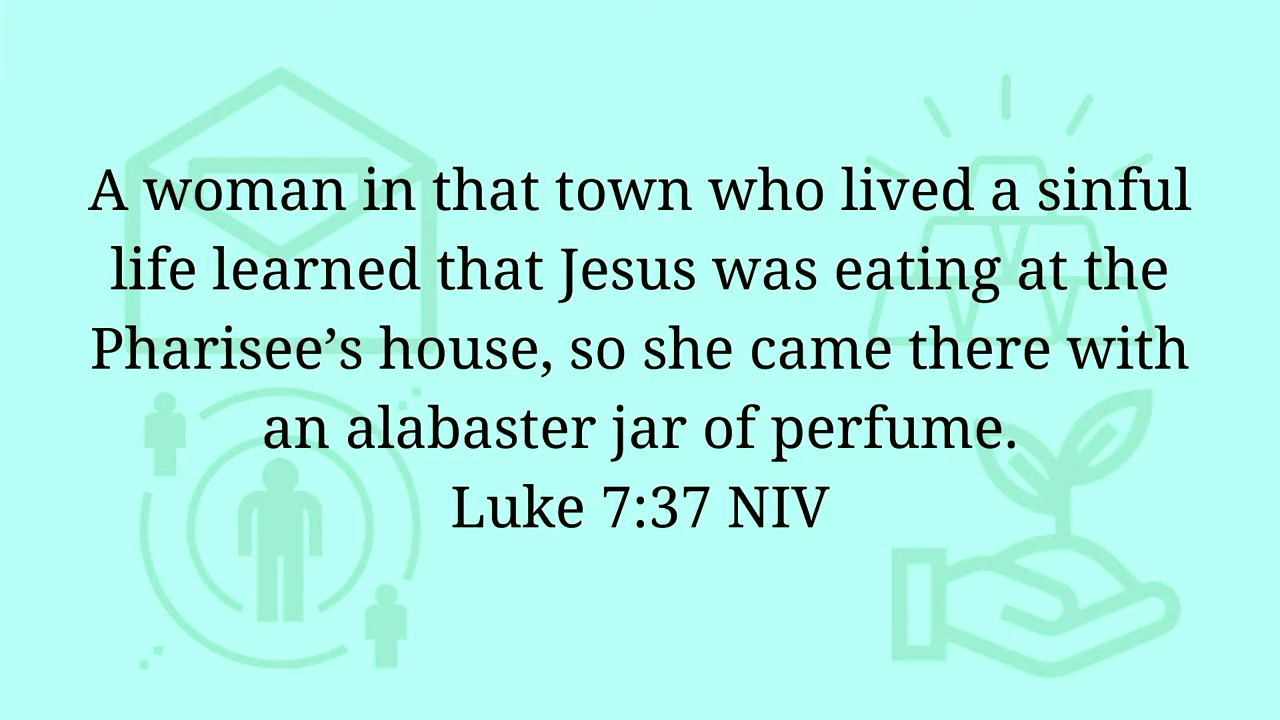 A woman in that town who lived a sinful
life learned that Jesus was eating at the
Pharisee’s house, so she came there with
an alabaster jar of perfume.
Luke 7:37 NIV